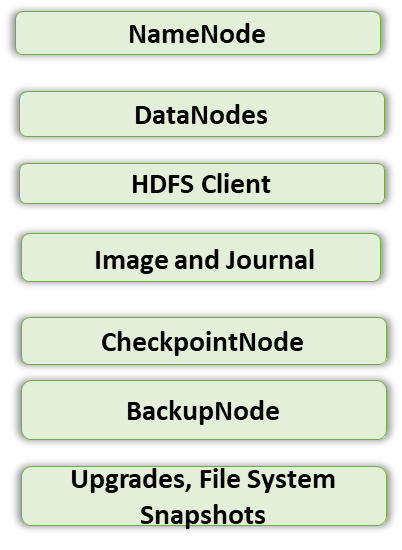 NameNode
DataNodes
HDFS Client
Image and Journal
CheckpointNode
BackupNode
Upgrades, File System
Snapshots